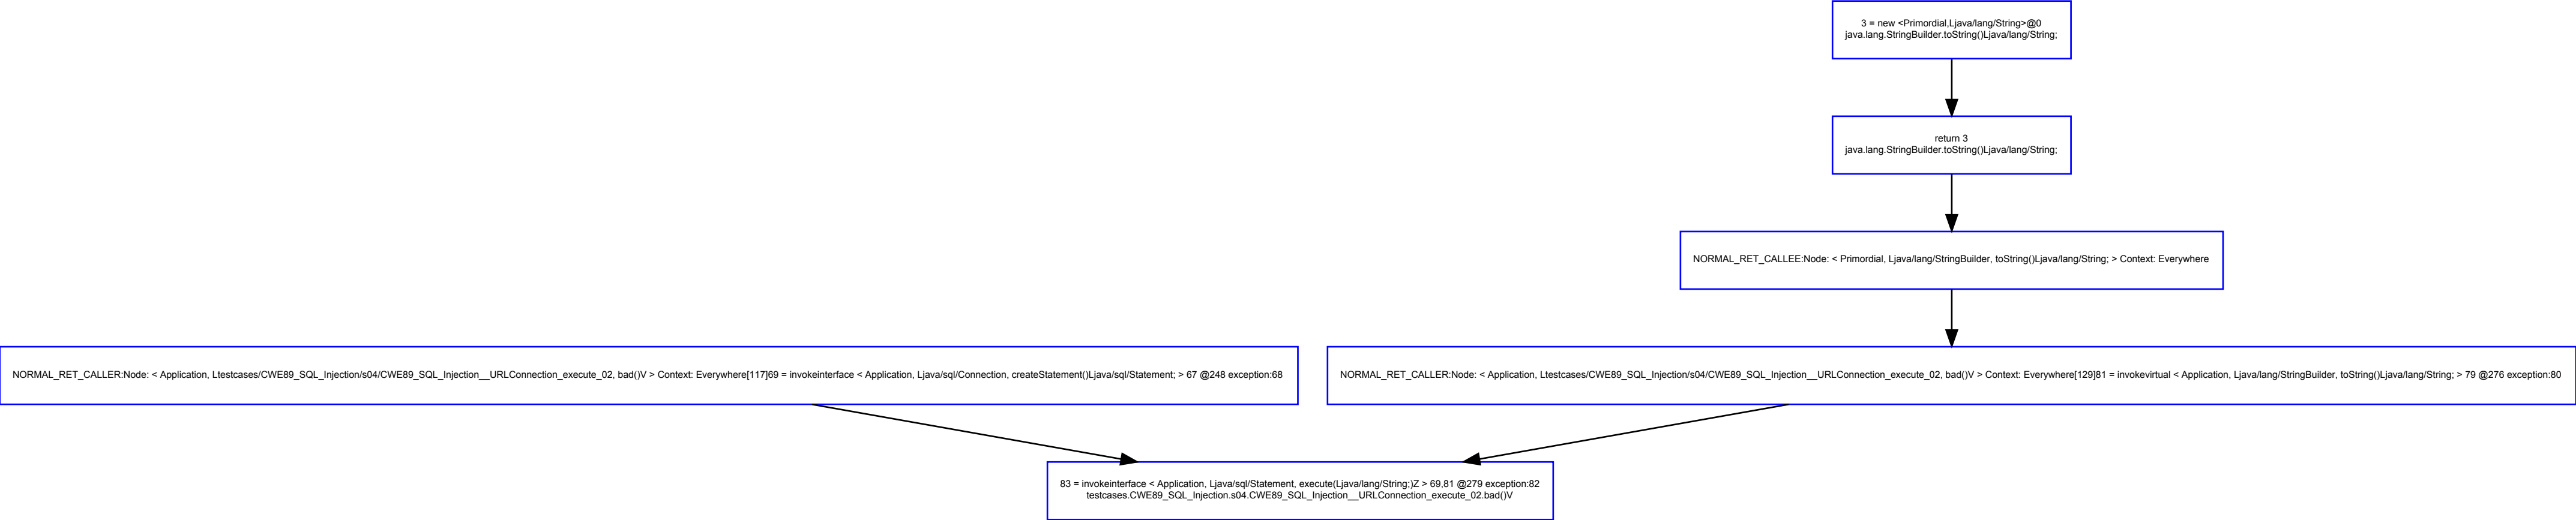 3 = new <Primordial,Ljava/lang/String>@0
java.lang.StringBuilder.toString()Ljava/lang/String;
return 3
java.lang.StringBuilder.toString()Ljava/lang/String;
NORMAL_RET_CALLEE:Node: < Primordial, Ljava/lang/StringBuilder, toString()Ljava/lang/String; > Context: Everywhere
NORMAL_RET_CALLER:Node: < Application, Ltestcases/CWE89_SQL_Injection/s04/CWE89_SQL_Injection__URLConnection_execute_02, bad()V > Context: Everywhere[117]69 = invokeinterface < Application, Ljava/sql/Connection, createStatement()Ljava/sql/Statement; > 67 @248 exception:68
NORMAL_RET_CALLER:Node: < Application, Ltestcases/CWE89_SQL_Injection/s04/CWE89_SQL_Injection__URLConnection_execute_02, bad()V > Context: Everywhere[129]81 = invokevirtual < Application, Ljava/lang/StringBuilder, toString()Ljava/lang/String; > 79 @276 exception:80
83 = invokeinterface < Application, Ljava/sql/Statement, execute(Ljava/lang/String;)Z > 69,81 @279 exception:82
testcases.CWE89_SQL_Injection.s04.CWE89_SQL_Injection__URLConnection_execute_02.bad()V